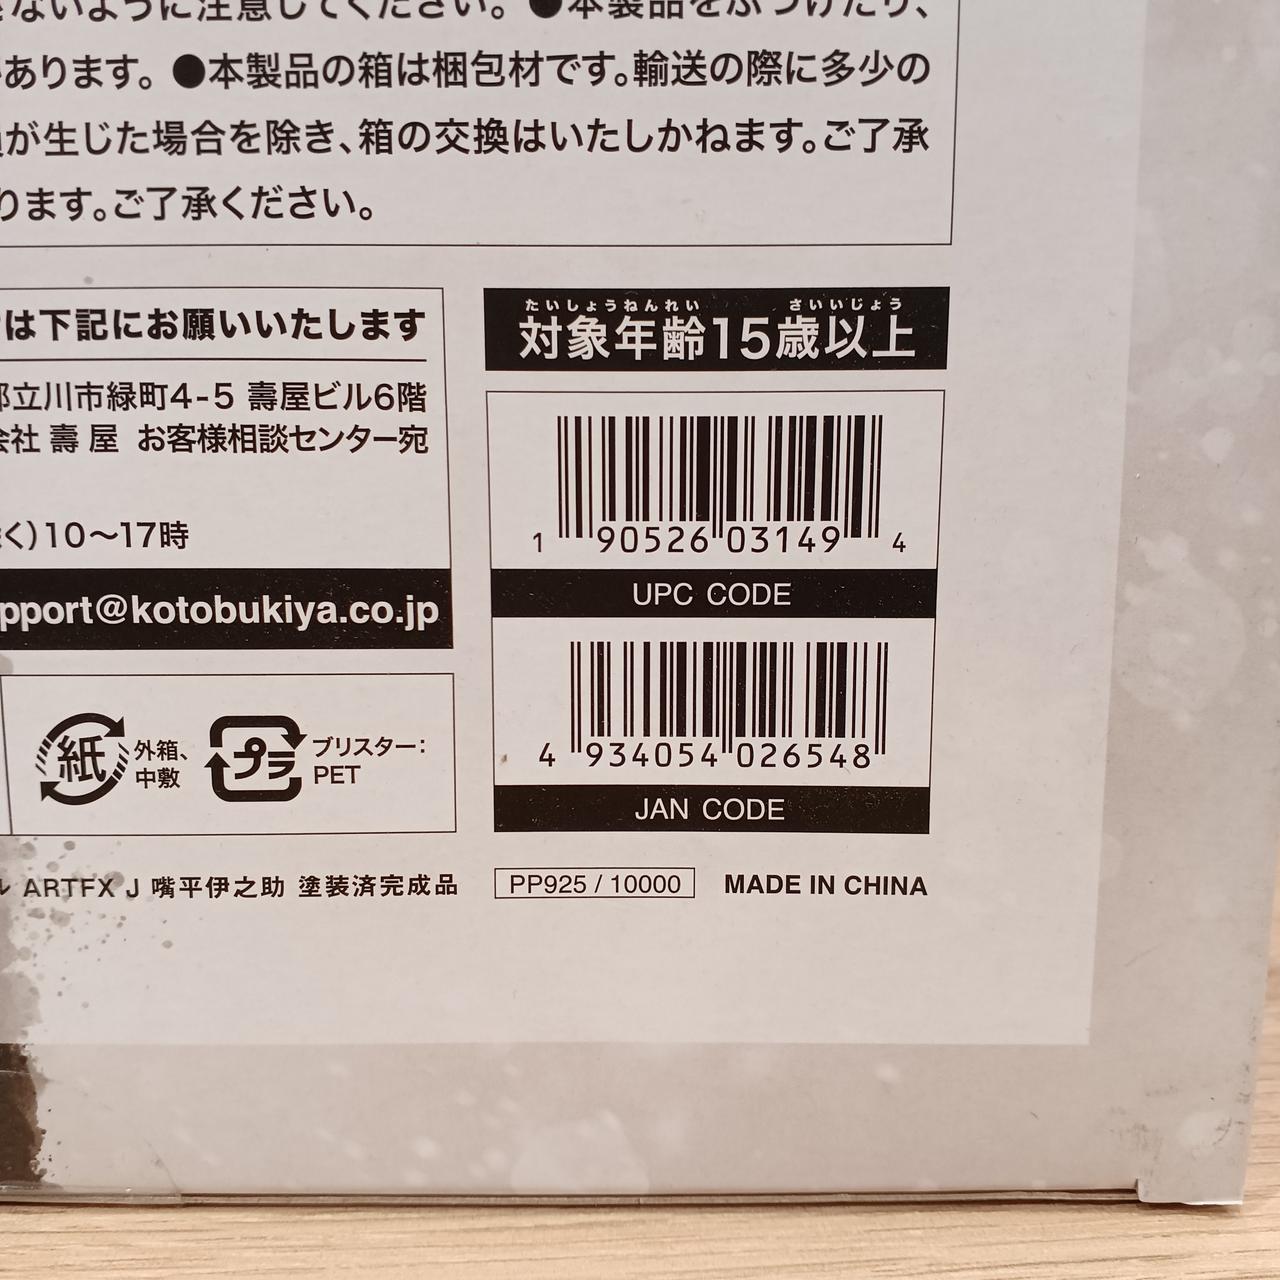 ないように注意してください。●本製品をぶつけたり、
があります。●本製品の箱は梱包材です。輸送の際に多少の
損が生じた場合を除き、箱の交換はいたしかねます。ご了承
ります。ご了承ください。
は下記にお願いいたします
都立川市緑町4-5 壽屋ビル6階
会社 壽屋 お客様相談センター宛
く)10～17時
pport@kotobukiya.co.jp
紙
外箱、
中敷
プラ
ブリスター：
PET
ル ARTFX J 嘴平伊之助 塗装済完成品
たいしょうねんれい さいいじょう
対象年齢15歳以上
1 90526 03149 4
UPC CODE
4 934054 026548
JAN CODE
PP925 / 10000
MADE IN CHINA